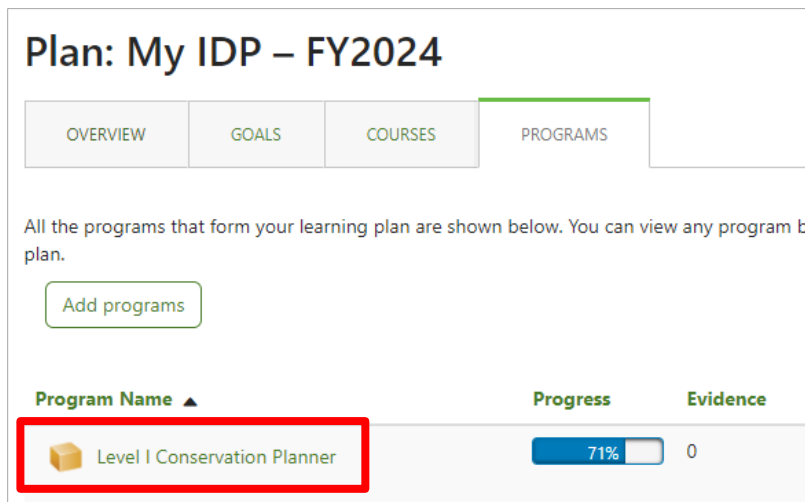 Plan: My IDP – FY2024
OVERVIEW GOALS COURSES PROGRAMS
All the programs that form your learning plan are shown below. You can view any program b
plan.
Add programs
Program Name ▲ Progress Evidence
Level I Conservation Planner 71% 0